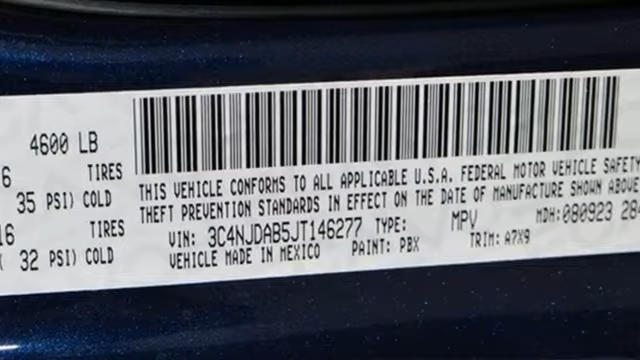 4600 LB
6 TIRES
35 PSI) COLD
16 TIRES
( 32 PSI) COLD
THIS VEHICLE CONFORMS TO ALL APPLICABLE U.S.A. FEDERAL MOTOR VEHICLE SAFETY
THEFT PREVENTION STANDARDS IN EFFECT ON THE DATE OF MANUFACTURE SHOWN ABOVE
VIN: 3C4NJDAB5JT146277 TYPE: MPV MDH: 080923 284
VEHICLE MADE IN MEXICO PAINT: PBX TRIM: A7X9